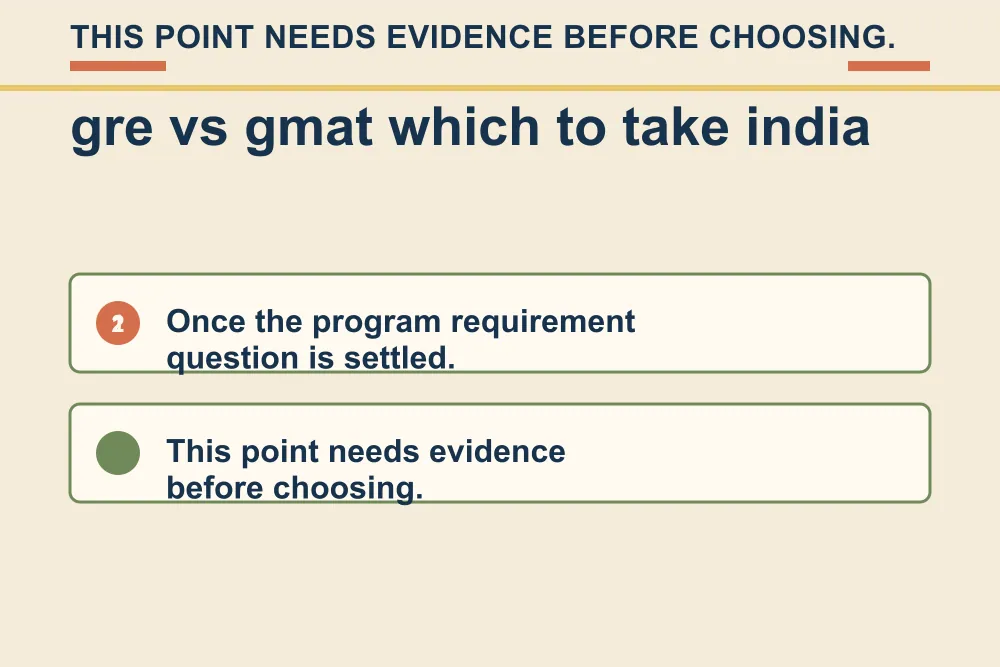 THIS POINT NEEDS EVIDENCE BEFORE CHOOSING.
gre vs gmat which to take india
2
Once the program requirement
question is settled.
This point needs evidence
before choosing.